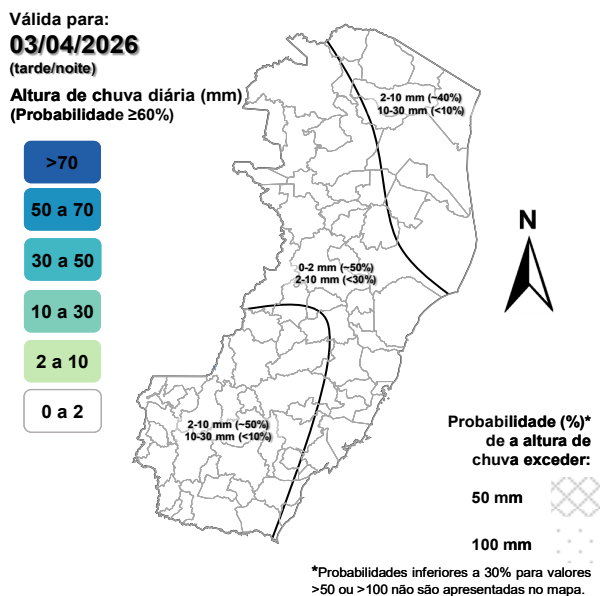 Válida para:
03/04/2026
(tarde/noite)
Altura de chuva diária (mm)
(Probabilidade ≥60%)
>70
50 a 70
30 a 50
10 a 30
2 a 10
0 a 2
2-10 mm (~40%)
10-30 mm (<10%)
0-2 mm (~50%)
2-10 mm (<30%)
2-10 mm (~50%)
10-30 mm (<10%)
N
Probabilidade (%)*
de a altura de
chuva exceder:
50 mm
100 mm
*Probabilidades inferiores a 30% para valores
>50 ou >100 não são apresentadas no mapa.